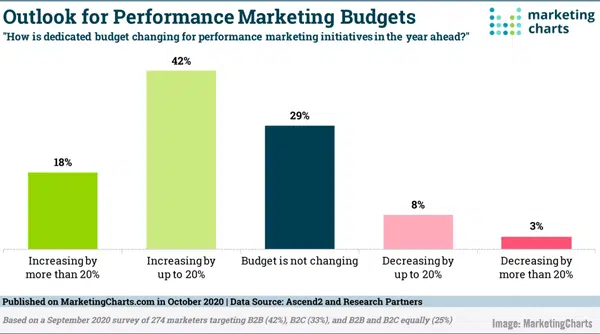 Outlook for Performance Marketing Budgets
"How is dedicated budget changing for performance marketing initiatives in the year ahead?"
marketing
charts
18%
42%
29%
8%
3%
Increasing by
more than 20%
Increasing by
up to 20%
Budget is not changing
Decreasing by
up to 20%
Decreasing by
more than 20%
Published on MarketingCharts.com in October 2020 | Data Source: Ascend2 and Research Partners
Based on a September 2020 survey of 274 marketers targeting B2B (42%), B2C (33%), and B2B and B2C equally (25%)
Image: MarketingCharts